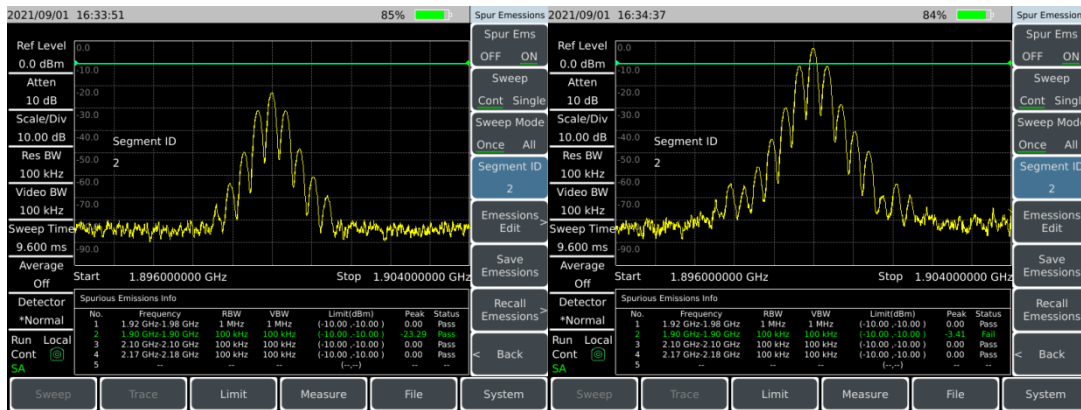 2021/09/01 16:33:51 85% Spur Emessions
Ref Level
0.0 dBm
Atten
10 dB
Scale/Div
10.00 dB
Res BW
100 kHz
Video BW
100 kHz
Sweep Time
9.600 ms
Average
Off
Detector
*Normal
Run Local
Cont
SA
0.0
-10.0
-20.0
-30.0
-40.0
-50.0
-60.0
-70.0
-90.0
Segment ID
2
Start 1.896000000 GHz Stop 1.904000000 GHz
Spurious Emissions Info
No. Frequency RBW VBW Limit(dBm) Peak Status
1 1.92 GHz-1.98 GHz 1 MHz 1 MHz (-10.00 ,-10.00 ) 0.00 Pass
2 1.90 GHz-1.90 GHz 100 kHz 100 kHz (-10.00 ,-10.00 ) -23.29 Pass
3 2.10 GHz-2.10 GHz 100 kHz 100 kHz (-10.00 ,-10.00 ) 0.00 Pass
4 2.17 GHz-2.18 GHz 100 kHz 100 kHz (-10.00 ,-10.00 ) 0.00 Pass
5 -- -- -- (--,--) -- --
Spur Ems
OFF ON
Sweep
Cont Single
Sweep Mode
Once All
Segment ID
2
Emessions
Edit >
Save
Emessions
Recall
Emessions >
< Back
Sweep Trace Limit Measure File System
2021/09/01 16:34:37 84% Spur Emession
Ref Level
0.0 dBm
Atten
10 dB
Scale/Div
10.00 dB
Res BW
100 kHz
Video BW
100 kHz
Sweep Time
9.600 ms
Average
Off
Detector
*Normal
Run Local
Cont
SA
0.0
-10.0
-20.0
-30.0
-40.0
-50.0
-60.0
-70.0
-90.0
Segment ID
2
Start 1.896000000 GHz Stop 1.904000000 GHz
Spurious Emissions Info
No. Frequency RBW VBW Limit(dBm) Peak Status
1 1.92 GHz-1.98 GHz 1 MHz 1 MHz (-10.00 ,-10.00 ) 0.00 Pass
2 1.90 GHz-1.90 GHz 100 kHz 100 kHz (-10.00 ,-10.00 ) -3.41 Fail
3 2.10 GHz-2.10 GHz 100 kHz 100 kHz (-10.00 ,-10.00 ) 0.00 Pass
4 2.17 GHz-2.18 GHz 100 kHz 100 kHz (-10.00 ,-10.00 ) 0.00 Pass
5 -- -- -- (--,--) -- --
Spur Ems
OFF ON
Sweep
Cont Singl
Sweep Mode
Once All
Segment ID
2
Emessions
Edit
Save
Emessions
Recall
Emessions
< Back
Sweep Trace Limit Measure File System